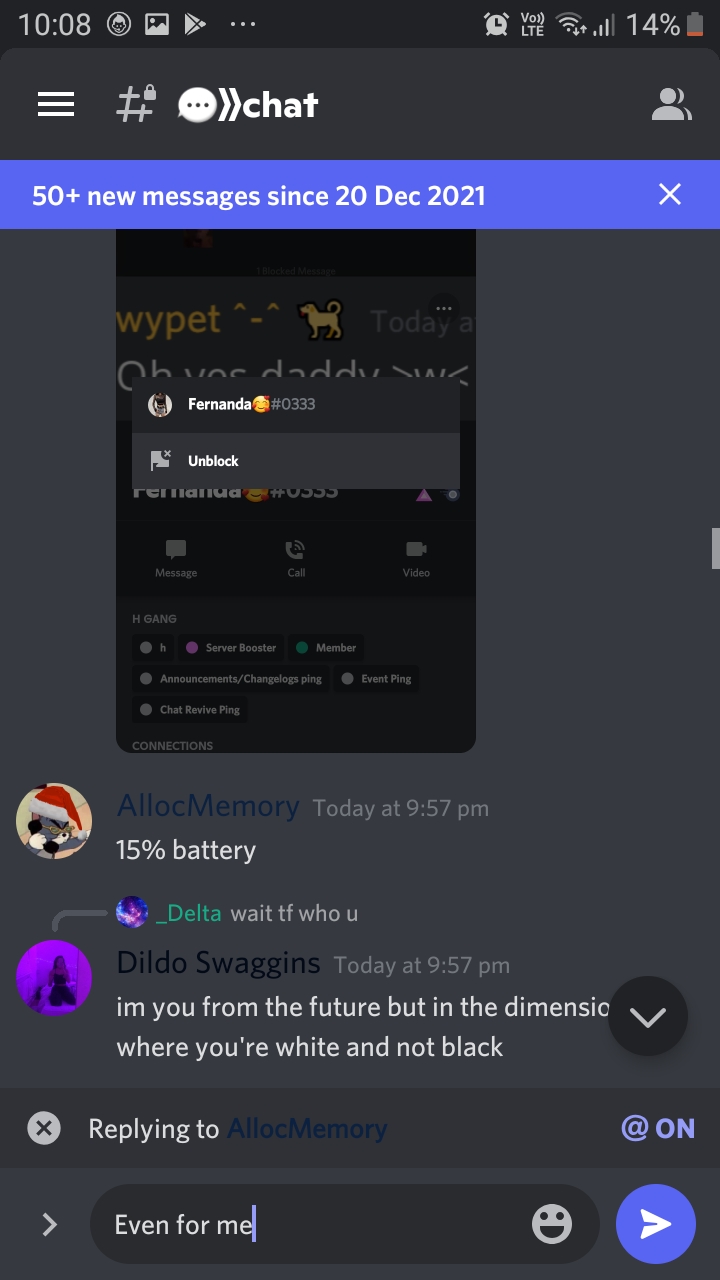 10:08 ... Vo)) LTE 14%
# chat
50+ new messages since 20 Dec 2021
1 Blocked Message
wypet ^-^ Today a
Oh yes daddy >w<
Fernanda🥰#0333
Unblock
Fernanda🥰#0333
Message Call Video
H GANG
h Server Booster Member
Announcements/Changelogs ping Event Ping
Chat Revive Ping
CONNECTIONS
AllocMemory Today at 9:57 pm
15% battery
_Delta wait tf who u
Dildo Swaggins Today at 9:57 pm
im you from the future but in the dimensio
where you're white and not black
Replying to AllocMemory @ ON
Even for me